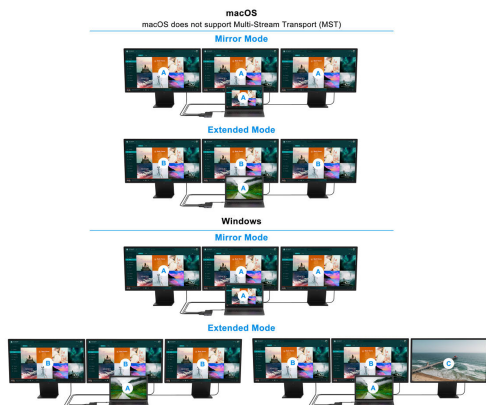 macOS
macOS does not support Multi-Stream Transport (MST)
Mirror Mode
A A A
A
Extended Mode
B B B
A
Windows
Mirror Mode
A A A
A
Extended Mode
B B B B B C
A A